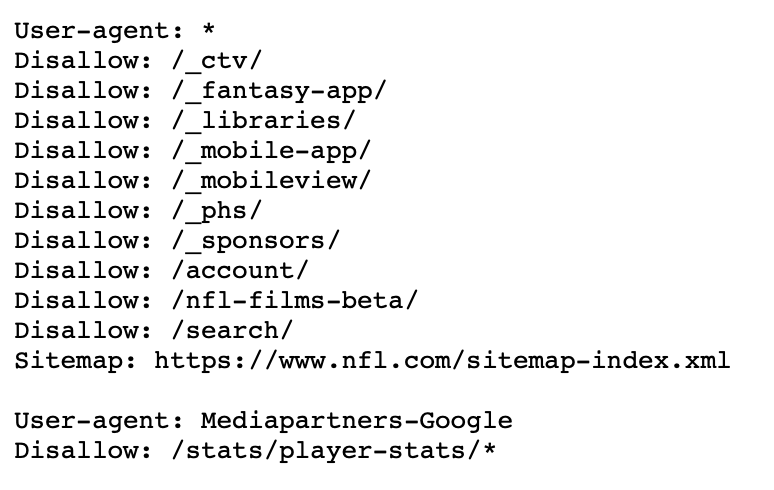 User-agent: *
Disallow: /_ctv/
Disallow: /_fantasy-app/
Disallow: /_libraries/
Disallow: /_mobile-app/
Disallow: /_mobileview/
Disallow: /_phs/
Disallow: /_sponsors/
Disallow: /account/
Disallow: /nfl-films-beta/
Disallow: /search/
Sitemap: https://www.nfl.com/sitemap-index.xml

User-agent: Mediapartners-Google
Disallow: /stats/player-stats/*